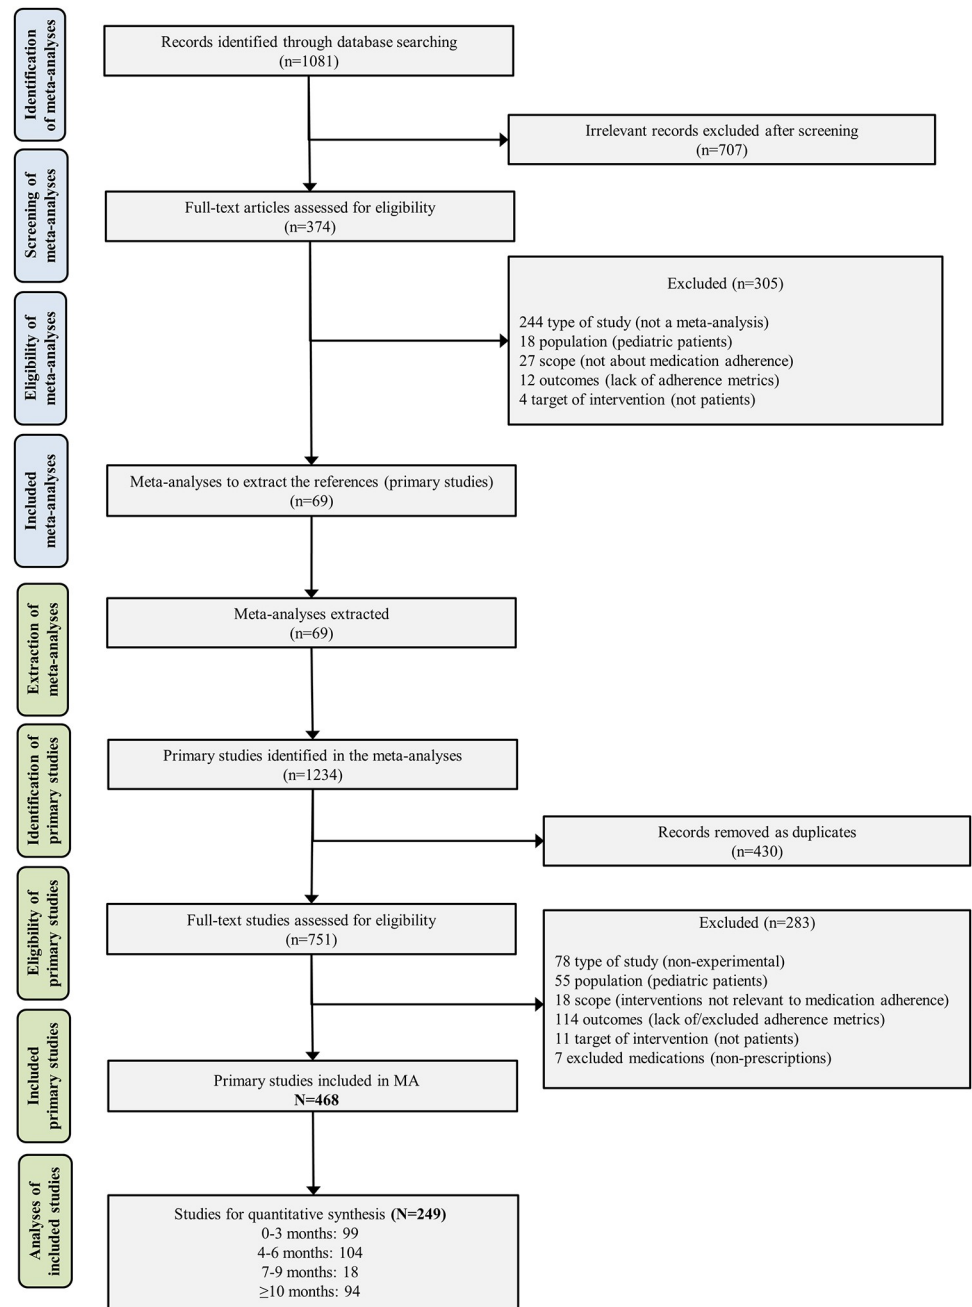 Identification
of meta-analyses
Records identified through database searching
(n=1081)
Irrelevant records excluded after screening
(n=707)
Screening of
meta-analyses
Full-text articles assessed for eligibility
(n=374)
Eligibility of
meta-analyses
Excluded (n=305)
244 type of study (not a meta-analysis)
18 population (pediatric patients)
27 scope (not about medication adherence)
12 outcomes (lack of adherence metrics)
4 target of intervention (not patients)
Included
meta-analyses
Meta-analyses to extract the references (primary studies)
(n=69)
Extraction of
meta-analyses
Meta-analyses extracted
(n=69)
Identification of
primary studies
Primary studies identified in the meta-analyses
(n=1234)
Records removed as duplicates
(n=430)
Eligibility of
primary studies
Full-text studies assessed for eligibility
(n=751)
Excluded (n=283)
78 type of study (non-experimental)
55 population (pediatric patients)
18 scope (interventions not relevant to medication adherence)
114 outcomes (lack of/excluded adherence metrics)
11 target of intervention (not patients)
7 excluded medications (non-prescriptions)
Included
primary studies
Primary studies included in MA
N=468
Analyses of
included studies
Studies for quantitative synthesis (N=249)
0-3 months: 99
4-6 months: 104
7-9 months: 18
≥10 months: 94